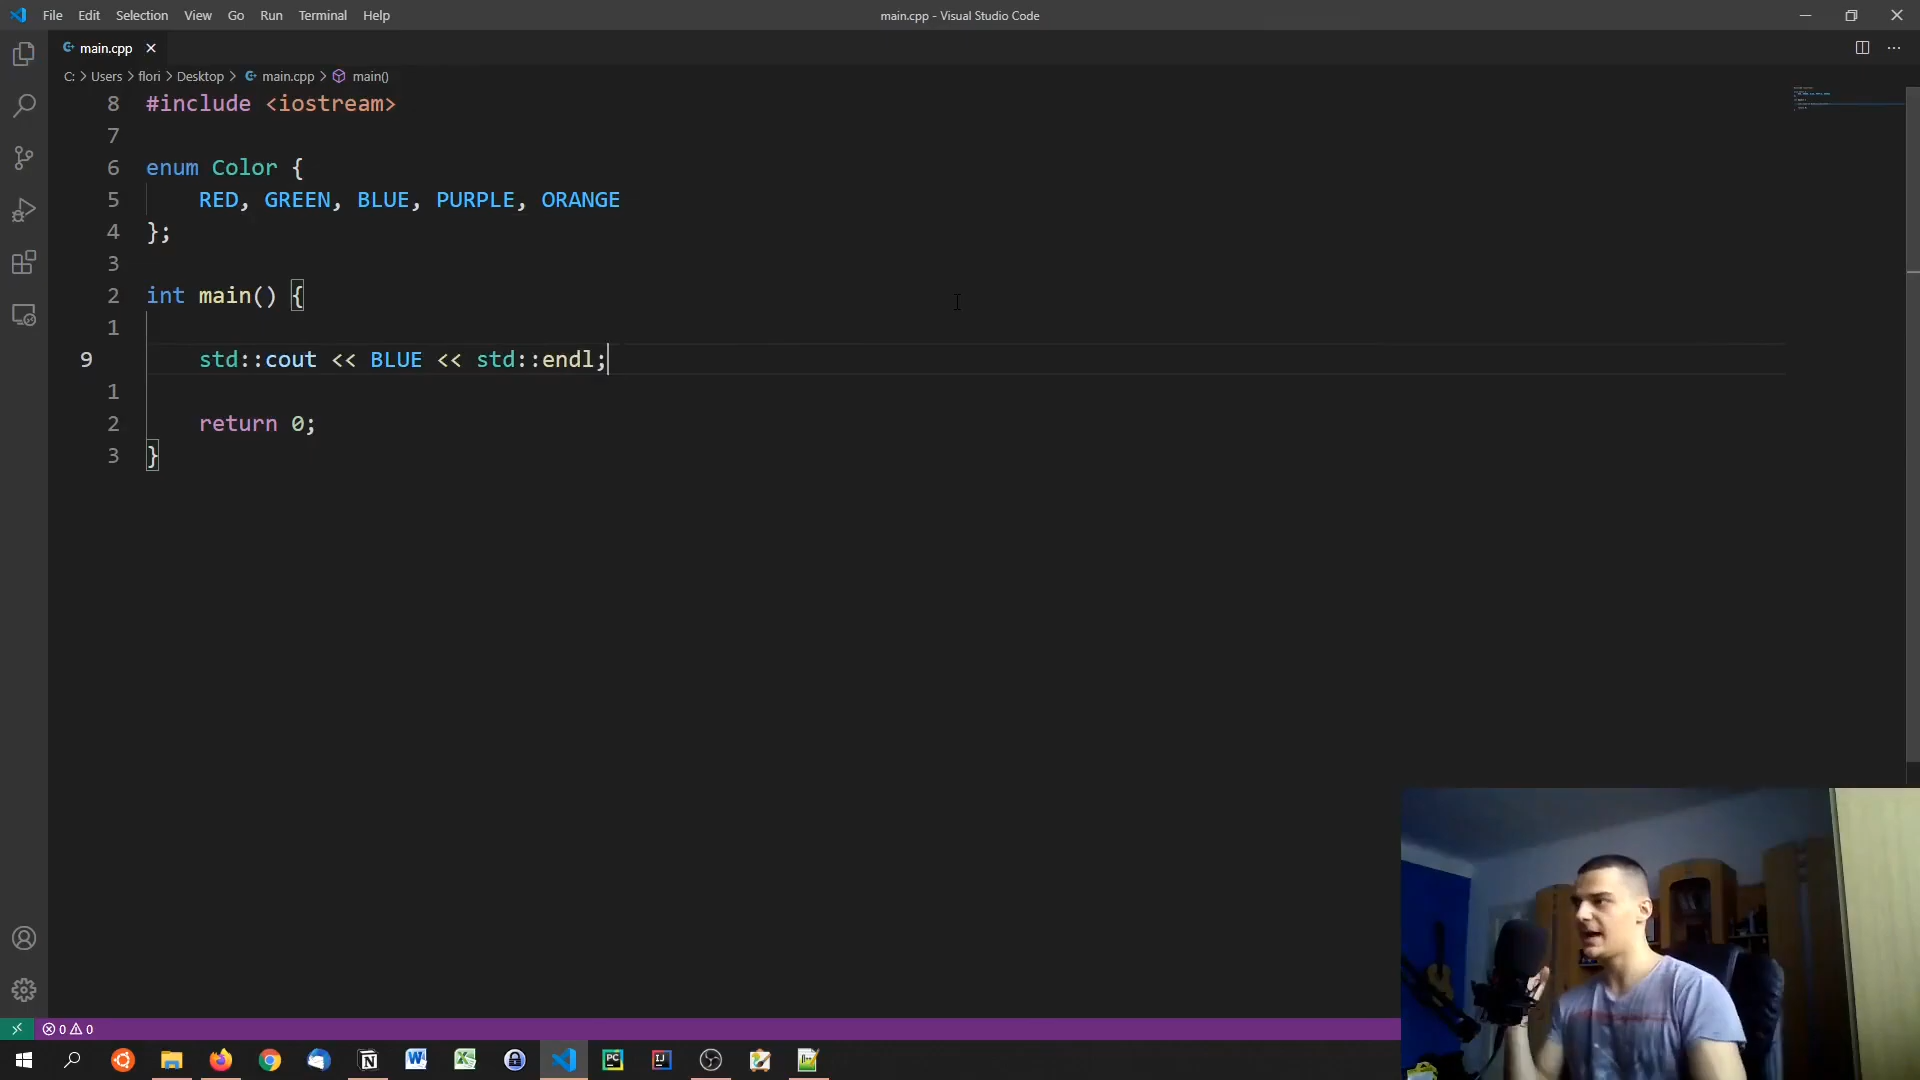 File Edit Selection View Go Run Terminal Help
main.cpp - Visual Studio Code
main.cpp
C: > Users > flori > Desktop > main.cpp > main()
8 #include <iostream>
7
6 enum Color {
5 RED, GREEN, BLUE, PURPLE, ORANGE
4 };
3
2 int main() {
1
9 std::cout << BLUE << std::endl;
1
2 return 0;
3 }
0 0